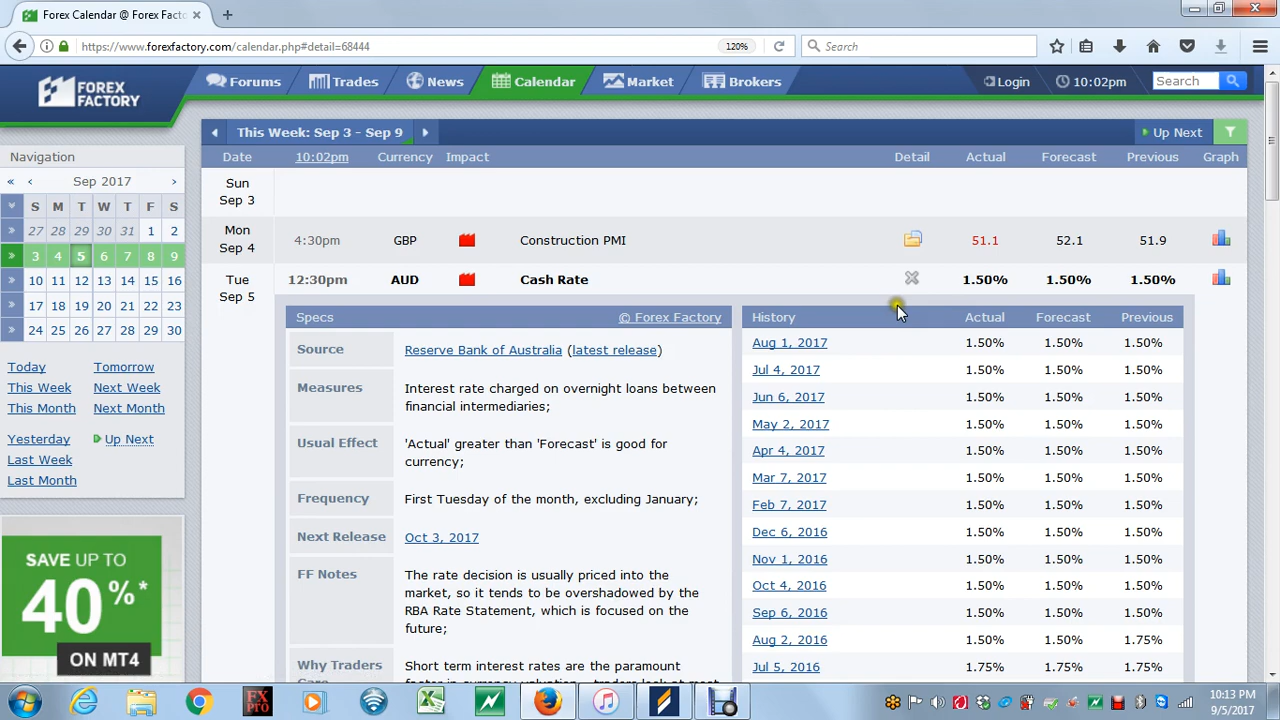 Forex Calendar @ Forex Facto
https://www.forexfactory.com/calendar.php#detail=68444
120%
Search
FOREX
FACTORY
Forums
Trades
News
Calendar
Market
Brokers
Login
10:02pm
Search
Navigation
Sep 2017
S M T W T F S
27 28 29 30 31 1 2
3 4 5 6 7 8 9
10 11 12 13 14 15 16
17 18 19 20 21 22 23
24 25 26 27 28 29 30
Today Tomorrow
This Week Next Week
This Month Next Month
Yesterday Up Next
Last Week
Last Month
SAVE UP TO
40%*
ON MT4
This Week: Sep 3 - Sep 9
Up Next
Date 10:02pm Currency Impact Detail Actual Forecast Previous Graph
Sun
Sep 3
Mon
Sep 4
4:30pm GBP Construction PMI 51.1 52.1 51.9
Tue
Sep 5
12:30pm AUD Cash Rate 1.50% 1.50% 1.50%
Specs © Forex Factory
Source Reserve Bank of Australia (latest release)
Measures Interest rate charged on overnight loans between
financial intermediaries;
Usual Effect 'Actual' greater than 'Forecast' is good for
currency;
Frequency First Tuesday of the month, excluding January;
Next Release Oct 3, 2017
FF Notes The rate decision is usually priced into the
market, so it tends to be overshadowed by the
RBA Rate Statement, which is focused on the
future;
Why Traders Short term interest rates are the paramount
Care factor in currency valuation - traders look at most
History Actual Forecast Previous
Aug 1, 2017 1.50% 1.50% 1.50%
Jul 4, 2017 1.50% 1.50% 1.50%
Jun 6, 2017 1.50% 1.50% 1.50%
May 2, 2017 1.50% 1.50% 1.50%
Apr 4, 2017 1.50% 1.50% 1.50%
Mar 7, 2017 1.50% 1.50% 1.50%
Feb 7, 2017 1.50% 1.50% 1.50%
Dec 6, 2016 1.50% 1.50% 1.50%
Nov 1, 2016 1.50% 1.50% 1.50%
Oct 4, 2016 1.50% 1.50% 1.50%
Sep 6, 2016 1.50% 1.50% 1.50%
Aug 2, 2016 1.50% 1.50% 1.75%
Jul 5, 2016 1.75% 1.75% 1.75%
FX
PRO
10:13 PM
9/5/2017